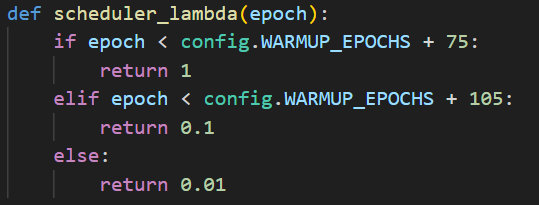 def scheduler_lambda(epoch):
    if epoch < config.WARMUP_EPOCHS + 75:
        return 1
    elif epoch < config.WARMUP_EPOCHS + 105:
        return 0.1
    else:
        return 0.01